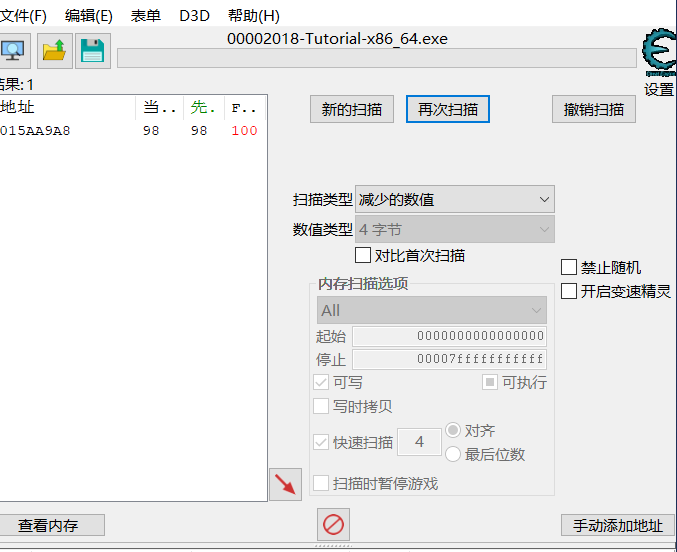 文件(F) 编辑(E) 表单 D3D 帮助(H)
00002018-Tutorial-x86_64.exe
结果: 1
设置
地址 当.. 先. F..
015AA9A8 98 98 100
新的扫描 再次扫描 撤销扫描
扫描类型 减少的数值
数值类型 4 字节
对比首次扫描
禁止随机
内存扫描选项
开启变速精灵
All
起始 0000000000000000
停止 00007fffffffffff
可写 可执行
写时拷贝
快速扫描 4 对齐
最后位数
扫描时暂停游戏
查看内存 手动添加地址